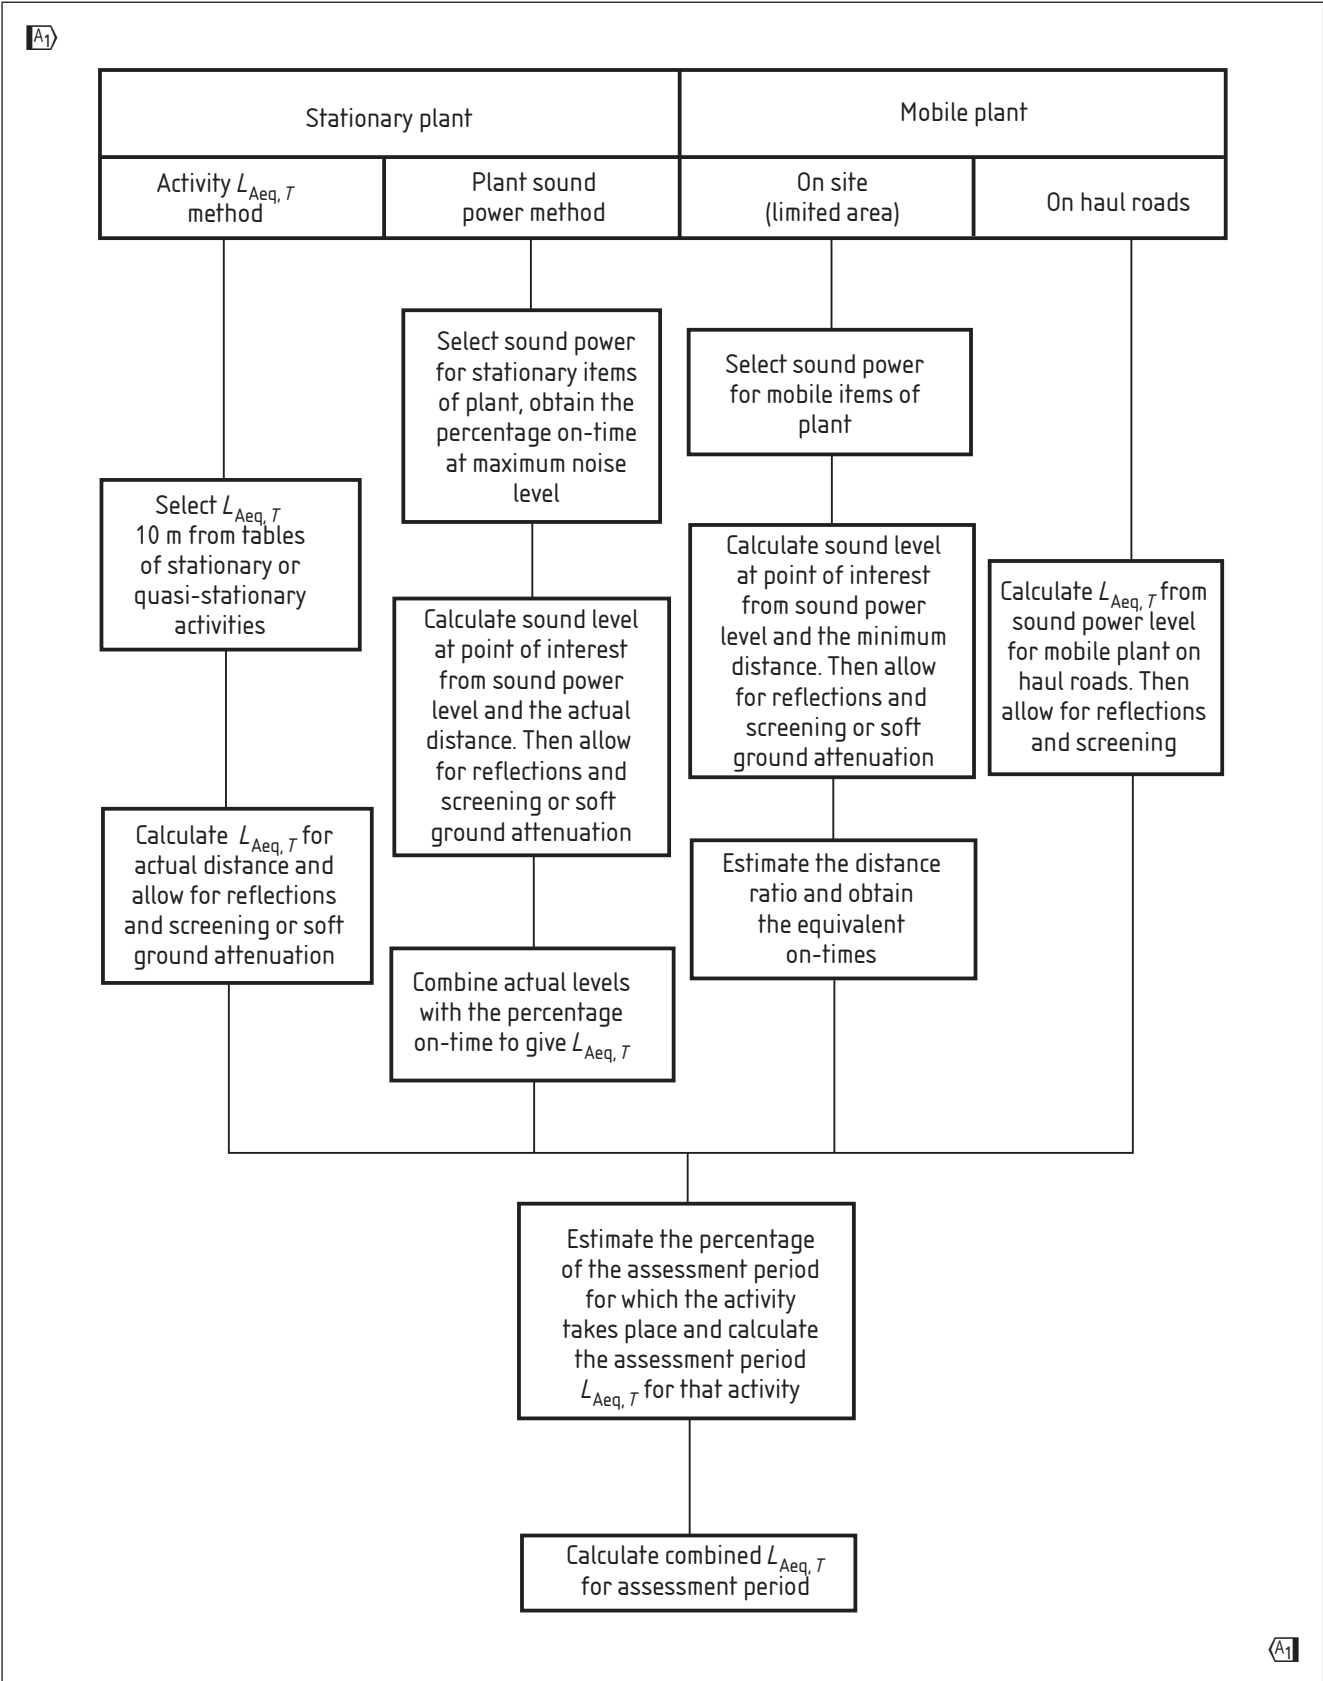 A1
Stationary plant
Mobile plant
Activity LAeq, T
method
Plant sound
power method
On site
(limited area)
On haul roads
Select LAeq, T
10 m from tables
of stationary or
quasi-stationary
activities
Calculate LAeq, T for
actual distance and
allow for reflections
and screening or soft
ground attenuation
Select sound power
for stationary items
of plant, obtain the
percentage on-time
at maximum noise
level
Calculate sound level
at point of interest
from sound power
level and the actual
distance. Then allow
for reflections and
screening or soft
ground attenuation
Combine actual levels
with the percentage
on-time to give LAeq, T
Select sound power
for mobile items of
plant
Calculate sound level
at point of interest
from sound power
level and the minimum
distance. Then allow
for reflections and
screening or soft
ground attenuation
Estimate the distance
ratio and obtain
the equivalent
on-times
Calculate LAeq, T from
sound power level
for mobile plant on
haul roads. Then
allow for reflections
and screening
Estimate the percentage
of the assessment period
for which the activity
takes place and calculate
the assessment period
LAeq, T for that activity
Calculate combined LAeq, T
for assessment period
A1